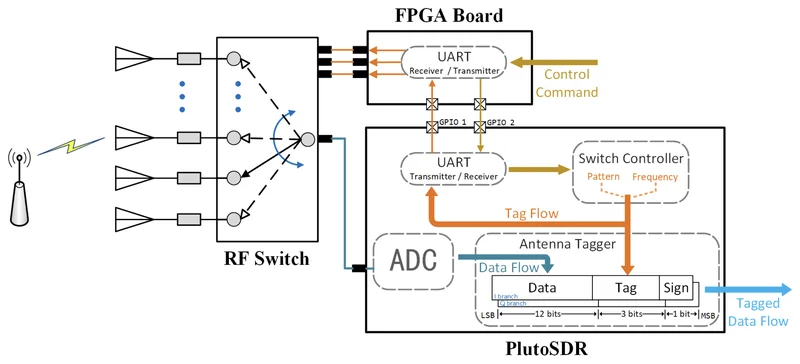 FPGA Board
UART
Receiver / Transmitter
Control
Command
GPIO 1
GPIO 2
UART
Transmitter / Receiver
Switch Controller
Pattern
Frequency
Tag Flow
RF Switch
ADC
Data Flow
Antenna Tagger
Data
Tag
Sign
I branch
Q branch
LSB
12 bits
3 bits
1 bit
MSB
Tagged
Data Flow
PlutoSDR